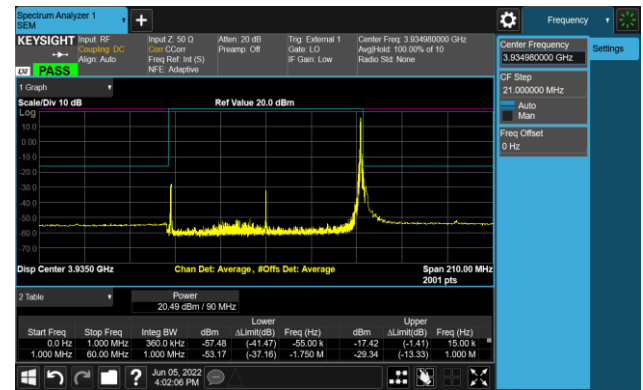 Spectrum Analyzer 1
SEM
Frequency
KEYSIGHT
Input: RF
Coupling: DC
Align: Auto
Input Z: 50 Ω
Corr CCorr
Freq Ref: Int (S)
NFE: Adaptive
Atten: 20 dB
Preamp: Off
Trig: External 1
Gate: LO
IF Gain: Low
Center Freq: 3.934980000 GHz
Avg|Hold: 100.00% of 10
Radio Std: None
LXI PASS
Center Frequency
3.934980000 GHz
Settings
CF Step
21.000000 MHz
Auto
Man
Freq Offset
0 Hz
1 Graph
Scale/Div 10 dB
Ref Value 20.0 dBm
Log
10.0
0.00
-10.0
-20.0
-30.0
-40.0
-50.0
-60.0
-70.0
Disp Center 3.9350 GHz
Chan Det: Average, #Offs Det: Average
Span 210.00 MHz
2001 pts
2 Table
Power
20.49 dBm / 90 MHz
Lower Upper
Start Freq Stop Freq Integ BW dBm ΔLimit(dB) Freq (Hz) dBm ΔLimit(dB) Freq (Hz)
0.0 Hz 1.000 MHz 360.0 kHz -57.48 (-41.47) -55.00 k -17.42 (-1.41) 15.00 k
1.000 MHz 60.00 MHz 1.000 MHz -53.17 (-37.16) -1.750 M -29.34 (-13.33) 1.000 M
Jun 05, 2022
4:02:06 PM